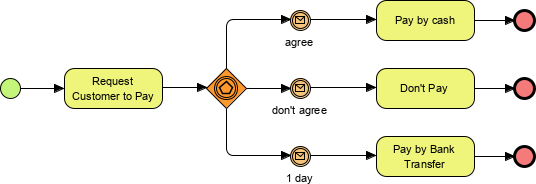 Pay by cash
agree
Request
Customer to Pay
Don't Pay
don't agree
Pay by Bank
Transfer
1 day